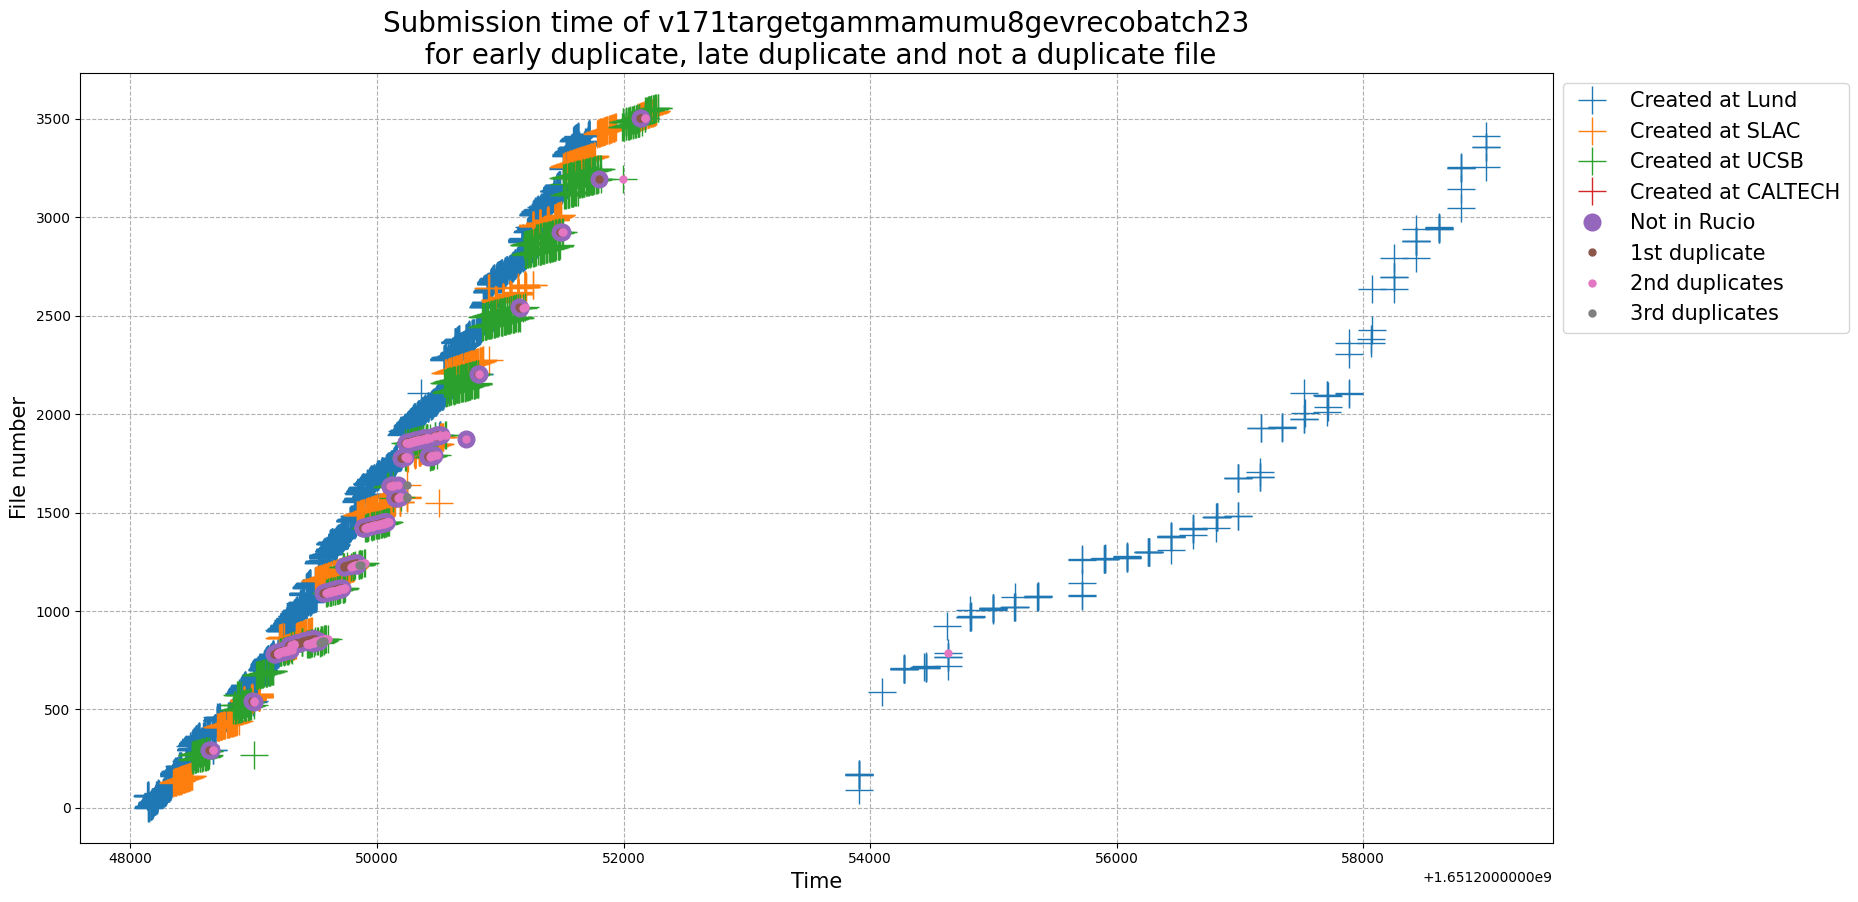 Submission time of v171targetgammamumu8gevrecobatch23
for early duplicate, late duplicate and not a duplicate file
File number
3500
3000
2500
2000
1500
1000
500
0
48000
50000
52000
54000
56000
58000
Time
+1.6512000000e9
Created at Lund
Created at SLAC
Created at UCSB
Created at CALTECH
Not in Rucio
1st duplicate
2nd duplicates
3rd duplicates